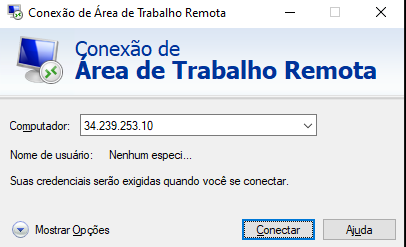 Conexão de Área de Trabalho Remota
Conexão de
Área de Trabalho Remota
Computador: 34.239.253.10
Nome de usuário: Nenhum especi...
Suas credenciais serão exigidas quando você se conectar.
Mostrar Opções Conectar Ajuda